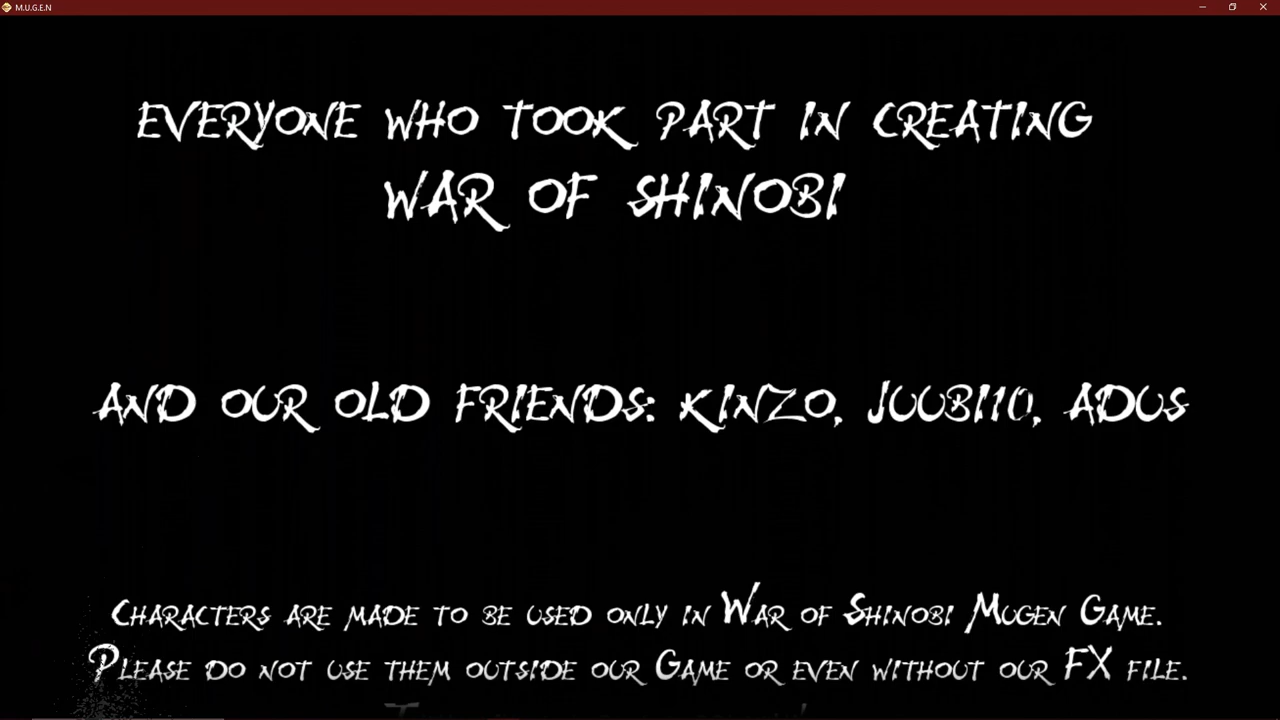 M.U.G.E.N
EVERYONE WHO TOOK PART IN CREATING
WAR OF SHINOBI
AND OUR OLD FRIENDS: KINZO, JUUBI10, ADUS
CHARACTERS ARE MADE TO BE USED ONLY IN WAR OF SHINOBI MUGEN GAME.
PLEASE DO NOT USE THEM OUTSIDE OUR GAME OR EVEN WITHOUT OUR FX FILE.